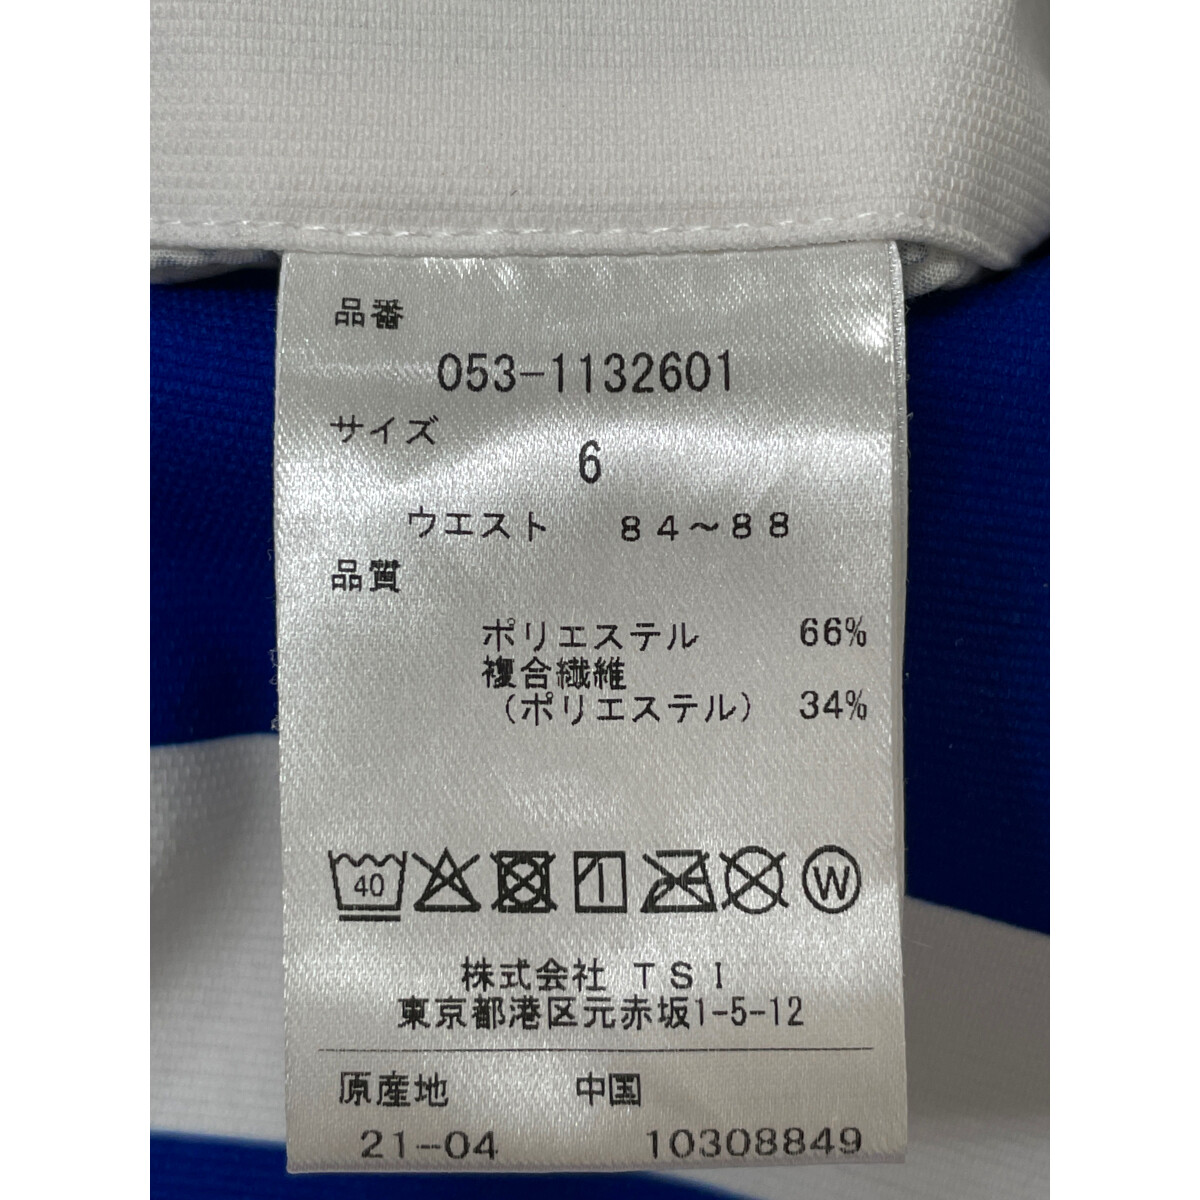 品番
053-1132601
サイズ
6
ウエスト 84～88
品質
ポリエステル 66%
複合繊維
(ポリエステル) 34%
40
W
株式会社 TSI
東京都港区元赤坂1-5-12
原産地 中国
21-04 10308849